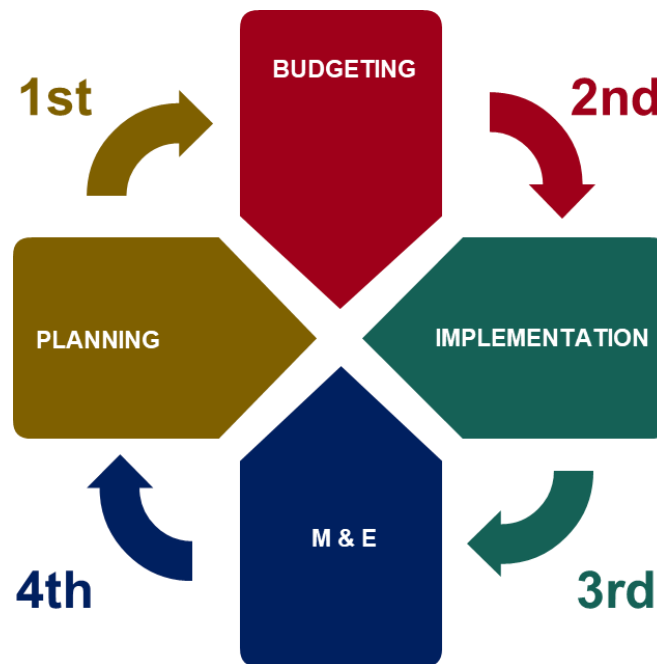 BUDGETING
1st
2nd
PLANNING
IMPLEMENTATION
M & E
4th
3rd